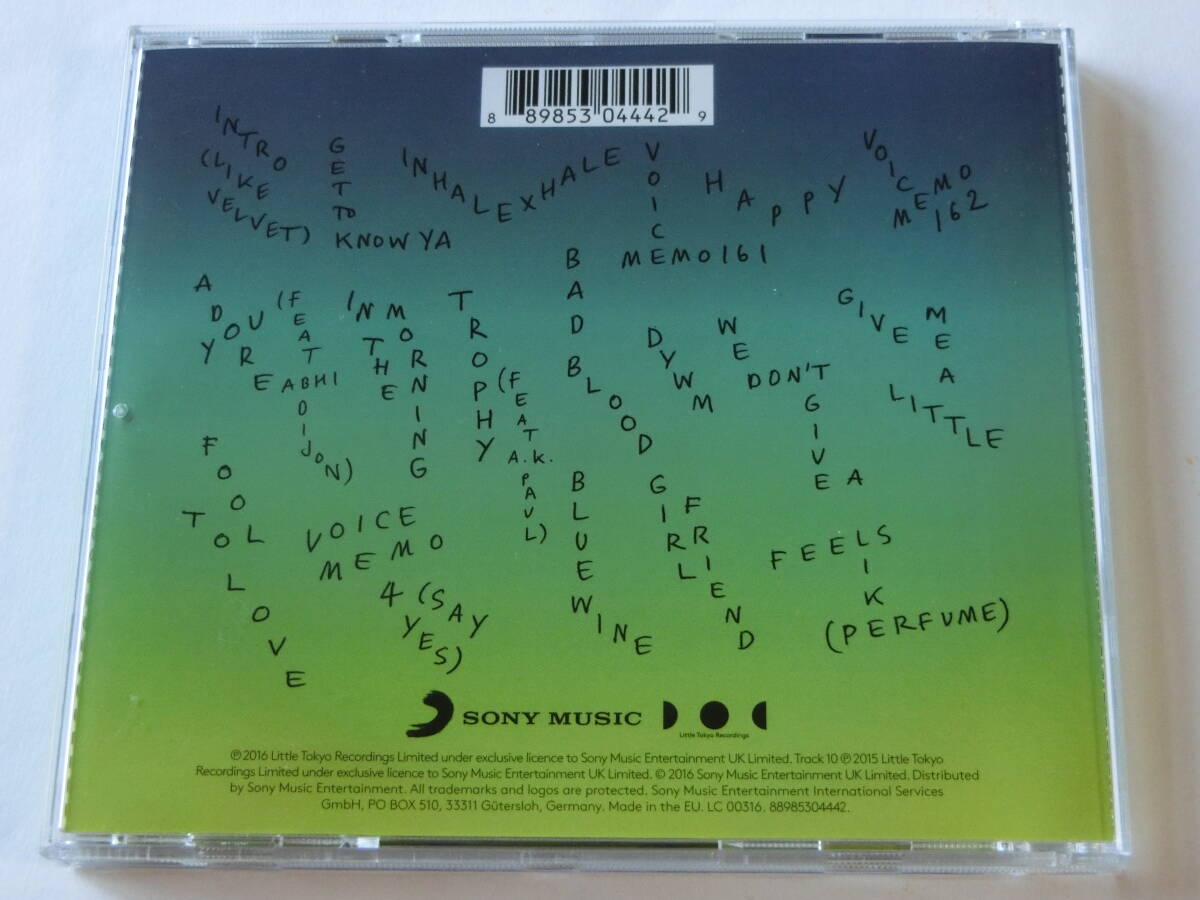 8 89853 04442 9
INTRO (LIKE VELVET)
GET TO KNOW YA
INHALEXHALE
VOICE MEMO 161
HAPPY
VOICE MEMO 162
ADOURE (FEAT ABHI DIJON)
IN THE MORNING
TROPHY (FEAT A.K. PAUL)
BAD BLOOD
DYWM
WE DON'T GIVE A
GIVE ME A LITTLE
FOOL TO LOVE
VOICE MEMO 4 (SAY YES)
BLUE WINE
GIRLFRIEND
FEELS LIK (PERFUME)
SONY MUSIC
Little Tokyo Recordings
℗ 2016 Little Tokyo Recordings Limited under exclusive licence to Sony Music Entertainment UK Limited. Track 10 ℗ 2015 Little Tokyo
Recordings Limited under exclusive licence to Sony Music Entertainment UK Limited. © 2016 Sony Music Entertainment UK Limited. Distributed
by Sony Music Entertainment. All trademarks and logos are protected. Sony Music Entertainment International Services
GmbH, PO BOX 510, 33311 Gütersloh, Germany. Made in the EU. LC 00316. 88985304442.